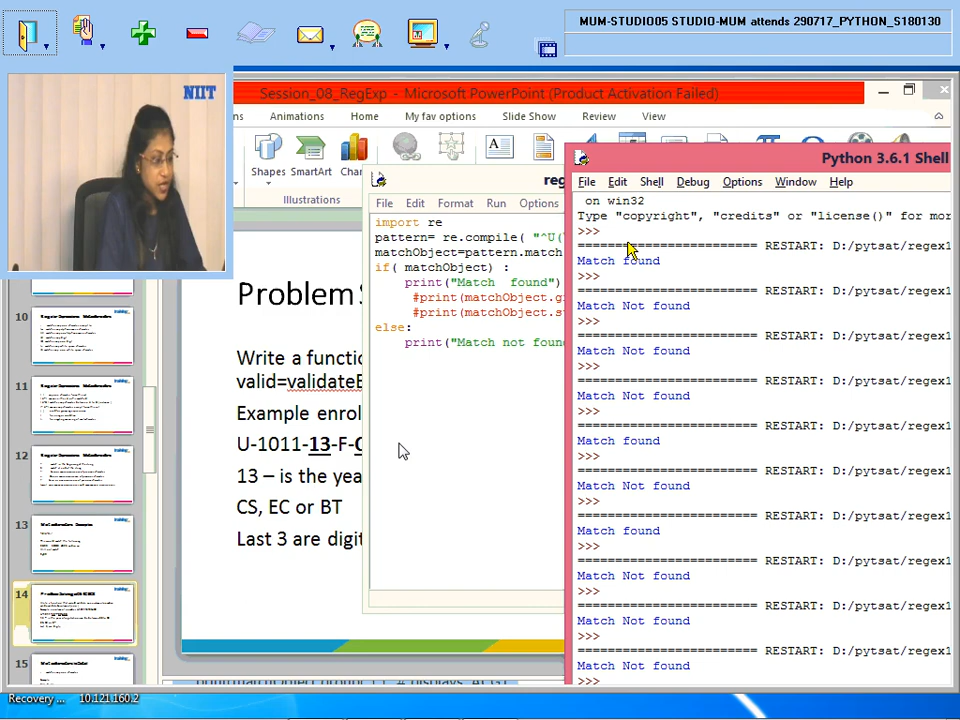 MUM-STUDIO05 STUDIO-MUM attends 290717_PYTHON_S180130
NIIT
Session_08_RegExp - Microsoft PowerPoint (Product Activation Failed)
ns Animations Home My fav options Slide Show Review View
Shapes SmartArt Char
Illustrations
10
11
12
13
14
15
Problem S
Write a functio
valid=validateE
Example enrol
U-1011-13-F-C
13 – is the yea
CS, EC or BT
Last 3 are digit
reg
File Edit Format Run Options
import re
pattern= re.compile( "^U(
matchObject=pattern.match
if( matchObject) :
print("Match  found")
#print(matchObject.g
#print(matchObject.s
else:
print("Match not foun
Python 3.6.1 Shell
File Edit Shell Debug Options Window Help
on win32
Type "copyright", "credits" or "license()" for mor
>>>
======================== RESTART: D:/pytsat/regex1
Match found
>>>
======================== RESTART: D:/pytsat/regex1
Match Not found
>>>
======================== RESTART: D:/pytsat/regex1
Match Not found
>>>
======================== RESTART: D:/pytsat/regex1
Match Not found
>>>
======================== RESTART: D:/pytsat/regex1
Match found
>>>
======================== RESTART: D:/pytsat/regex1
Match Not found
>>>
======================== RESTART: D:/pytsat/regex1
Match found
>>>
======================== RESTART: D:/pytsat/regex1
Match Not found
>>>
======================== RESTART: D:/pytsat/regex1
Match Not found
>>>
======================== RESTART: D:/pytsat/regex1
Match Not found
>>>
Recovery ... 10.121.160.2